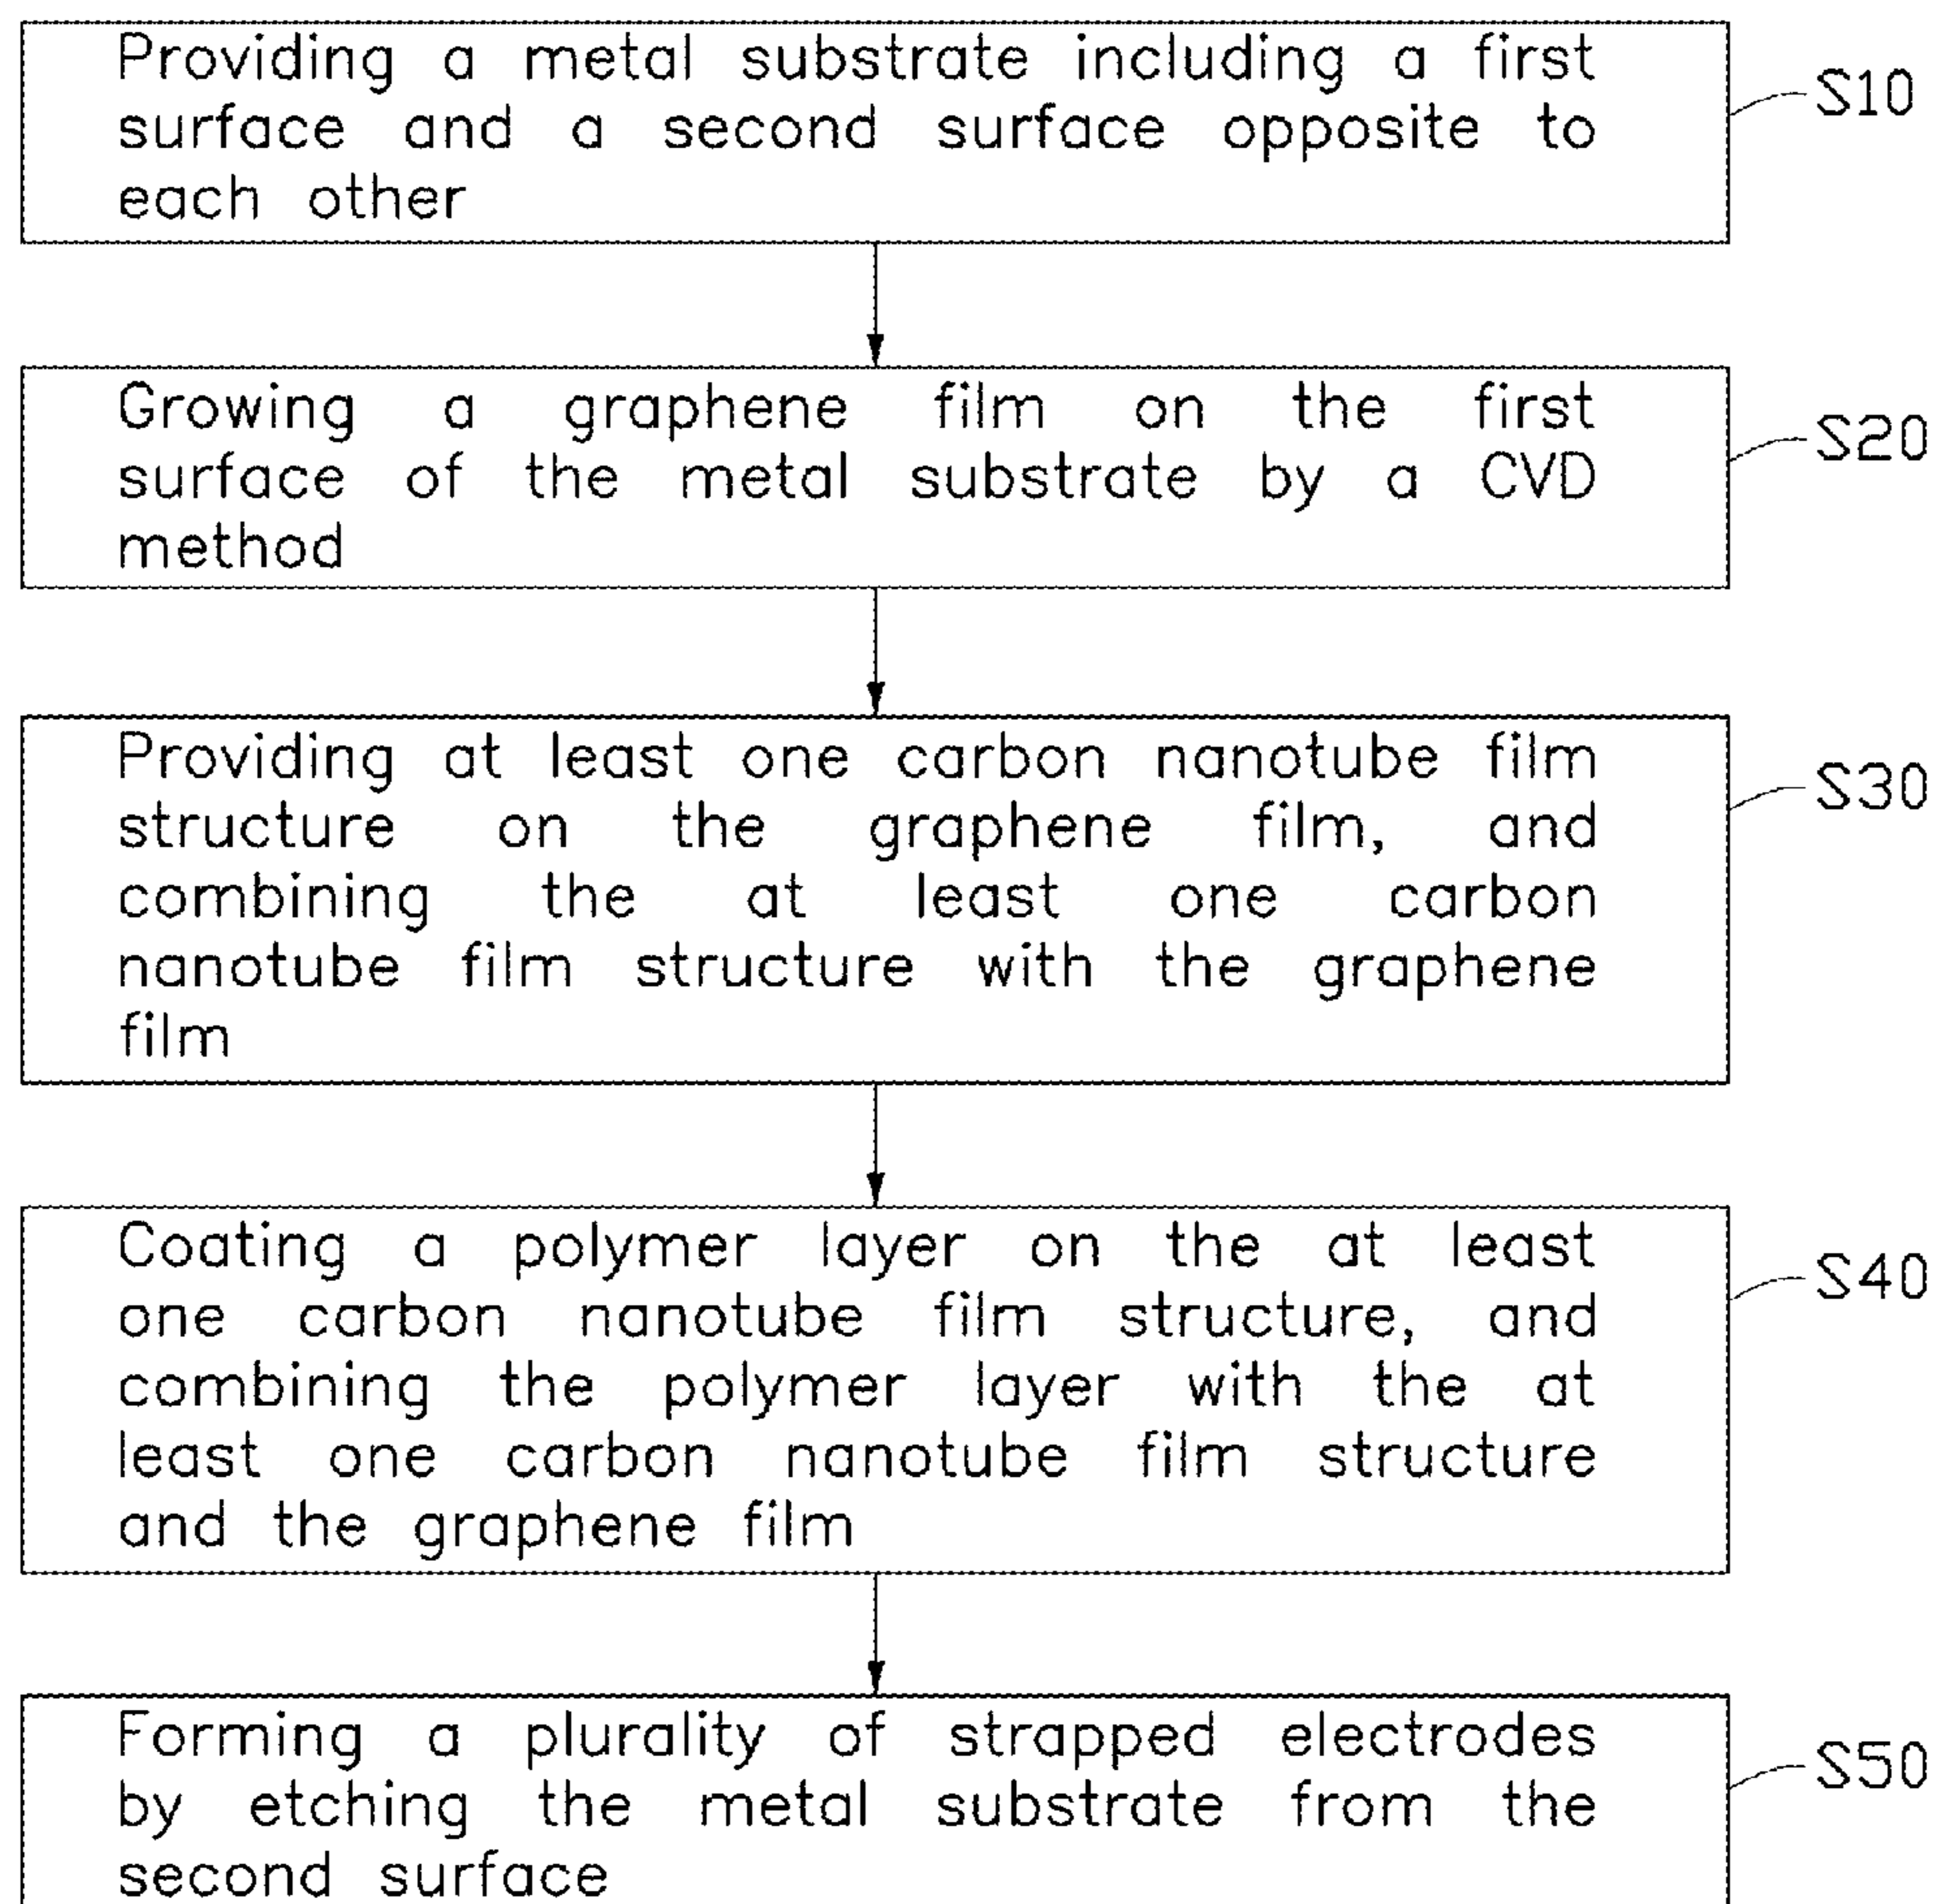 Providing a metal substrate including a first
surface and a second surface opposite to
each other
S10
Growing a graphene film on the first
surface of the metal substrate by a CVD
method
S20
Providing at least one carbon nanotube film
structure on the graphene film, and
combining the at least one carbon
nanotube film structure with the graphene
film
S30
Coating a polymer layer on the at least
one carbon nanotube film structure, and
combining the polymer layer with the at
least one carbon nanotube film structure
and the graphene film
S40
Forming a plurality of strapped electrodes
by etching the metal substrate from the
second surface
S50